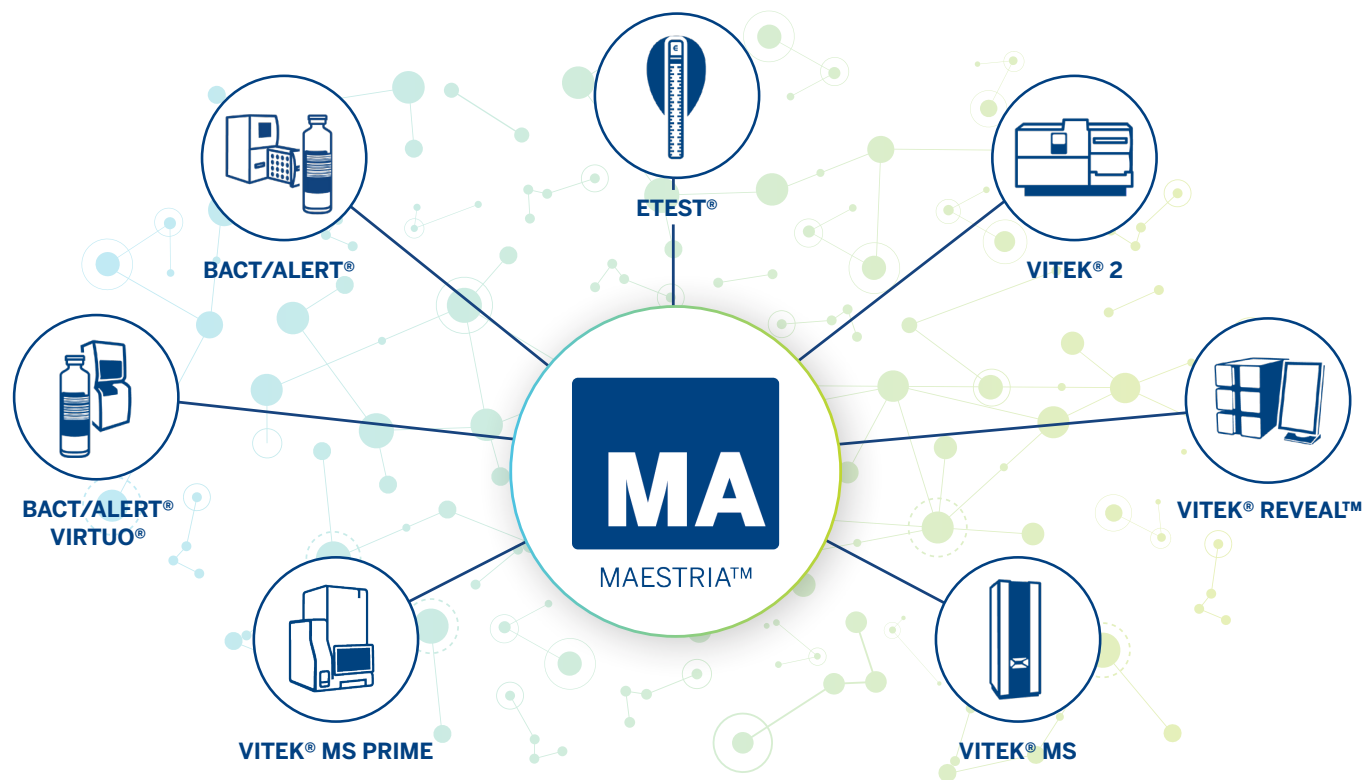 ETEST®
BACT/ALERT®
VITEK® 2
BACT/ALERT®
VIRTUO®
MA
MAESTRIA™
VITEK® REVEAL™
VITEK® MS PRIME
VITEK® MS